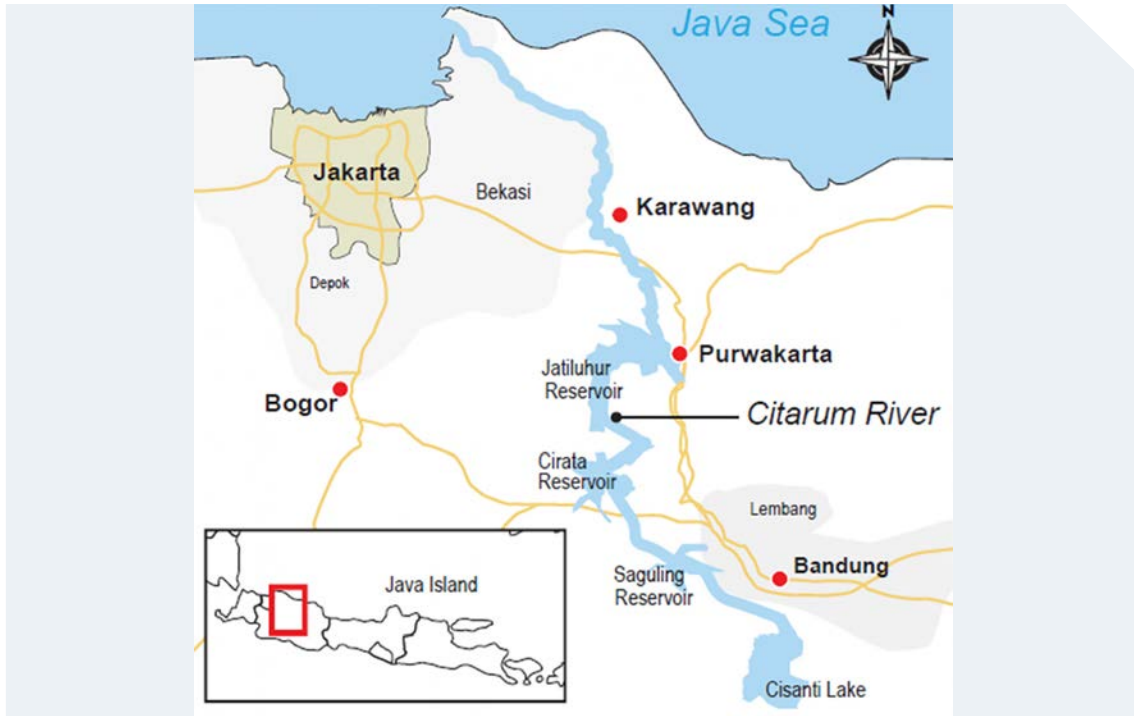 N
Java Sea
Jakarta
Bekasi
Karawang
Depok
Purwakarta
Jatiluhur
Reservoir
Bogor
Citarum River
Cirata
Reservoir
Lembang
Bandung
Saguling
Reservoir
Java Island
Cisanti Lake